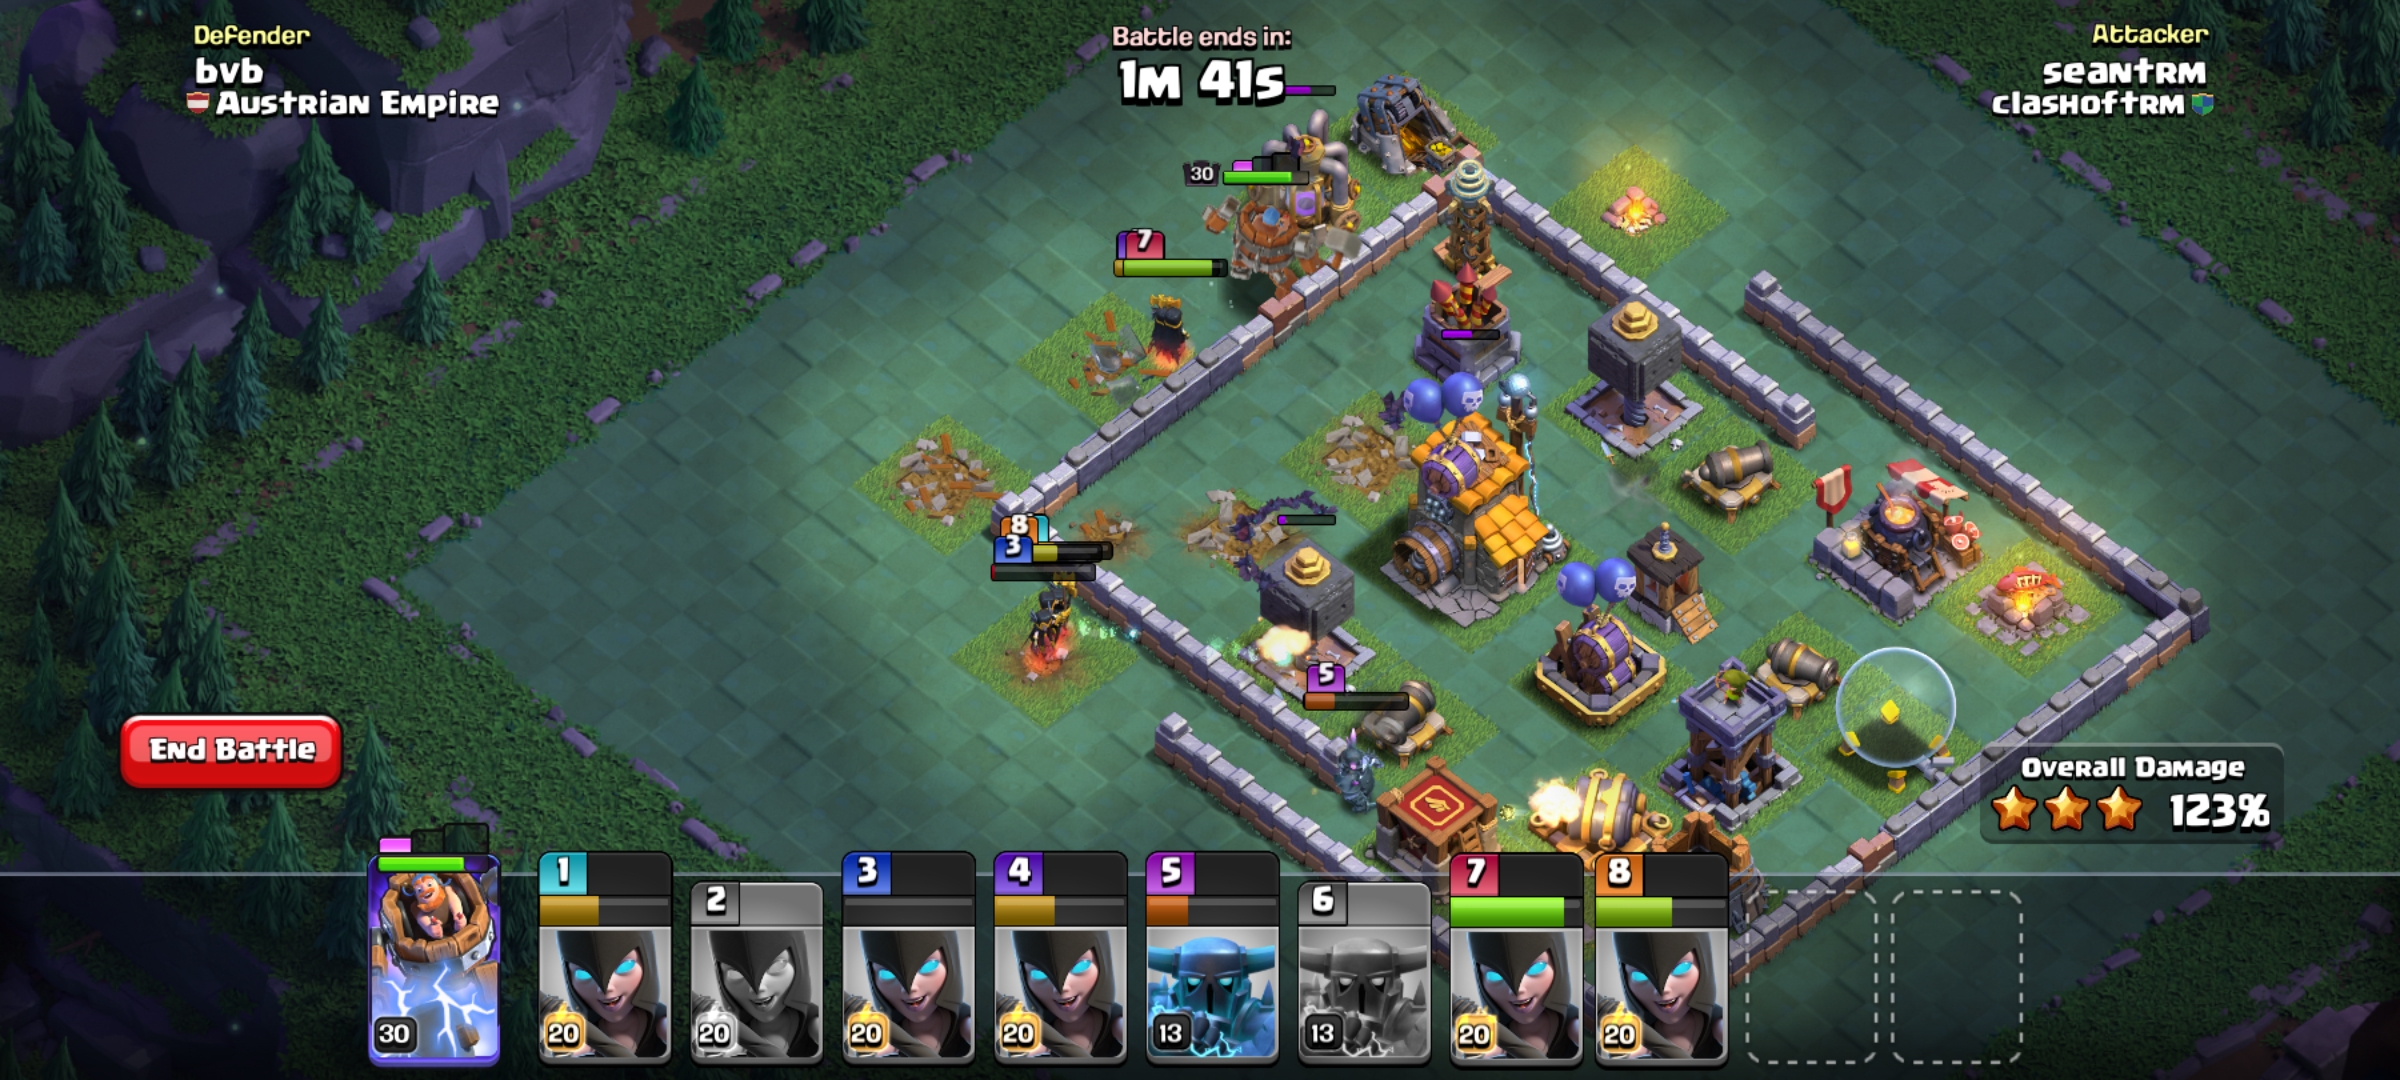 Defender
bvb
Austrian Empire
Battle ends in:
1M 41s
Attacker
seantrm
clashoftrm
30
7
8
3
5
End Battle
Overall Damage
123%
1
2
3
4
5
6
7
8
30
20
20
20
20
13
13
20
20